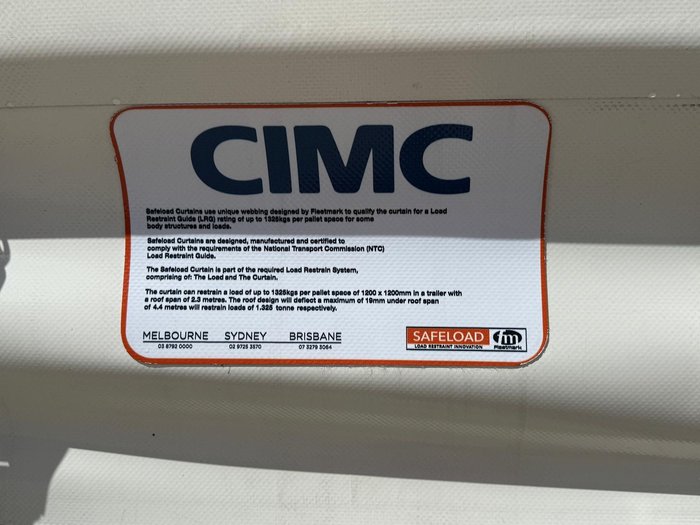 CIMC
Safeload Curtains use unique webbing designed by Fleetmark to qualify the curtain for a Load
Restraint Guide (LRG) rating of up to 1325kgs per pallet space for some
body structures and loads.
Safeload Curtains are designed, manufactured and certified to
comply with the requirements of the National Transport Commission (NTC)
Load Restraint Guide.
The Safeload Curtain is part of the required Load Restrain System,
comprising of: The Load and The Curtain.
The curtain can restrain a load of up to 1325kgs per pallet space of 1200 x 1200mm in a trailer with
a roof span of 2.3 metres. The roof design will deflect a maximum of 19mm under roof span
of 4.4 metres will restrain loads of 1.325 tonne respectively.
MELBOURNE SYDNEY BRISBANE
03 8792 0000 02 9725 3570 07 3279 5064
SAFELOAD fm
LOAD RESTRAINT INNOVATION Fleetmark